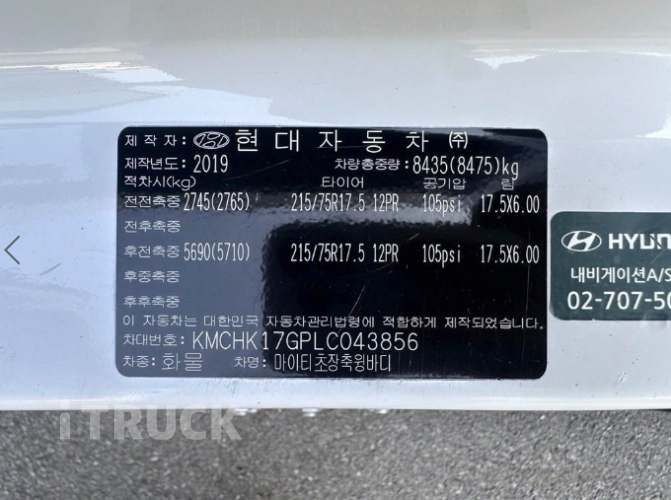 제작자: 현대자동차 ㈜
제작년도: 2019 차량총중량: 8435(8475)kg
적차시(kg) 타이어 공기압 림
전전축중 2745(2765) 215/75R17.5 12PR 105psi 17.5X6.00
전후축중
후전축중 5690(5710) 215/75R17.5 12PR 105psi 17.5X6.00
후중축중
후후축중
이 자동차는 대한민국 자동차관리법령에 적합하게 제작되었습니다.
차대번호: KMCHK17GPLC043856
차종: 화물 마이티초장축윙바디
HYUN
내비게이션A/S
02-707-50
iTRUCK